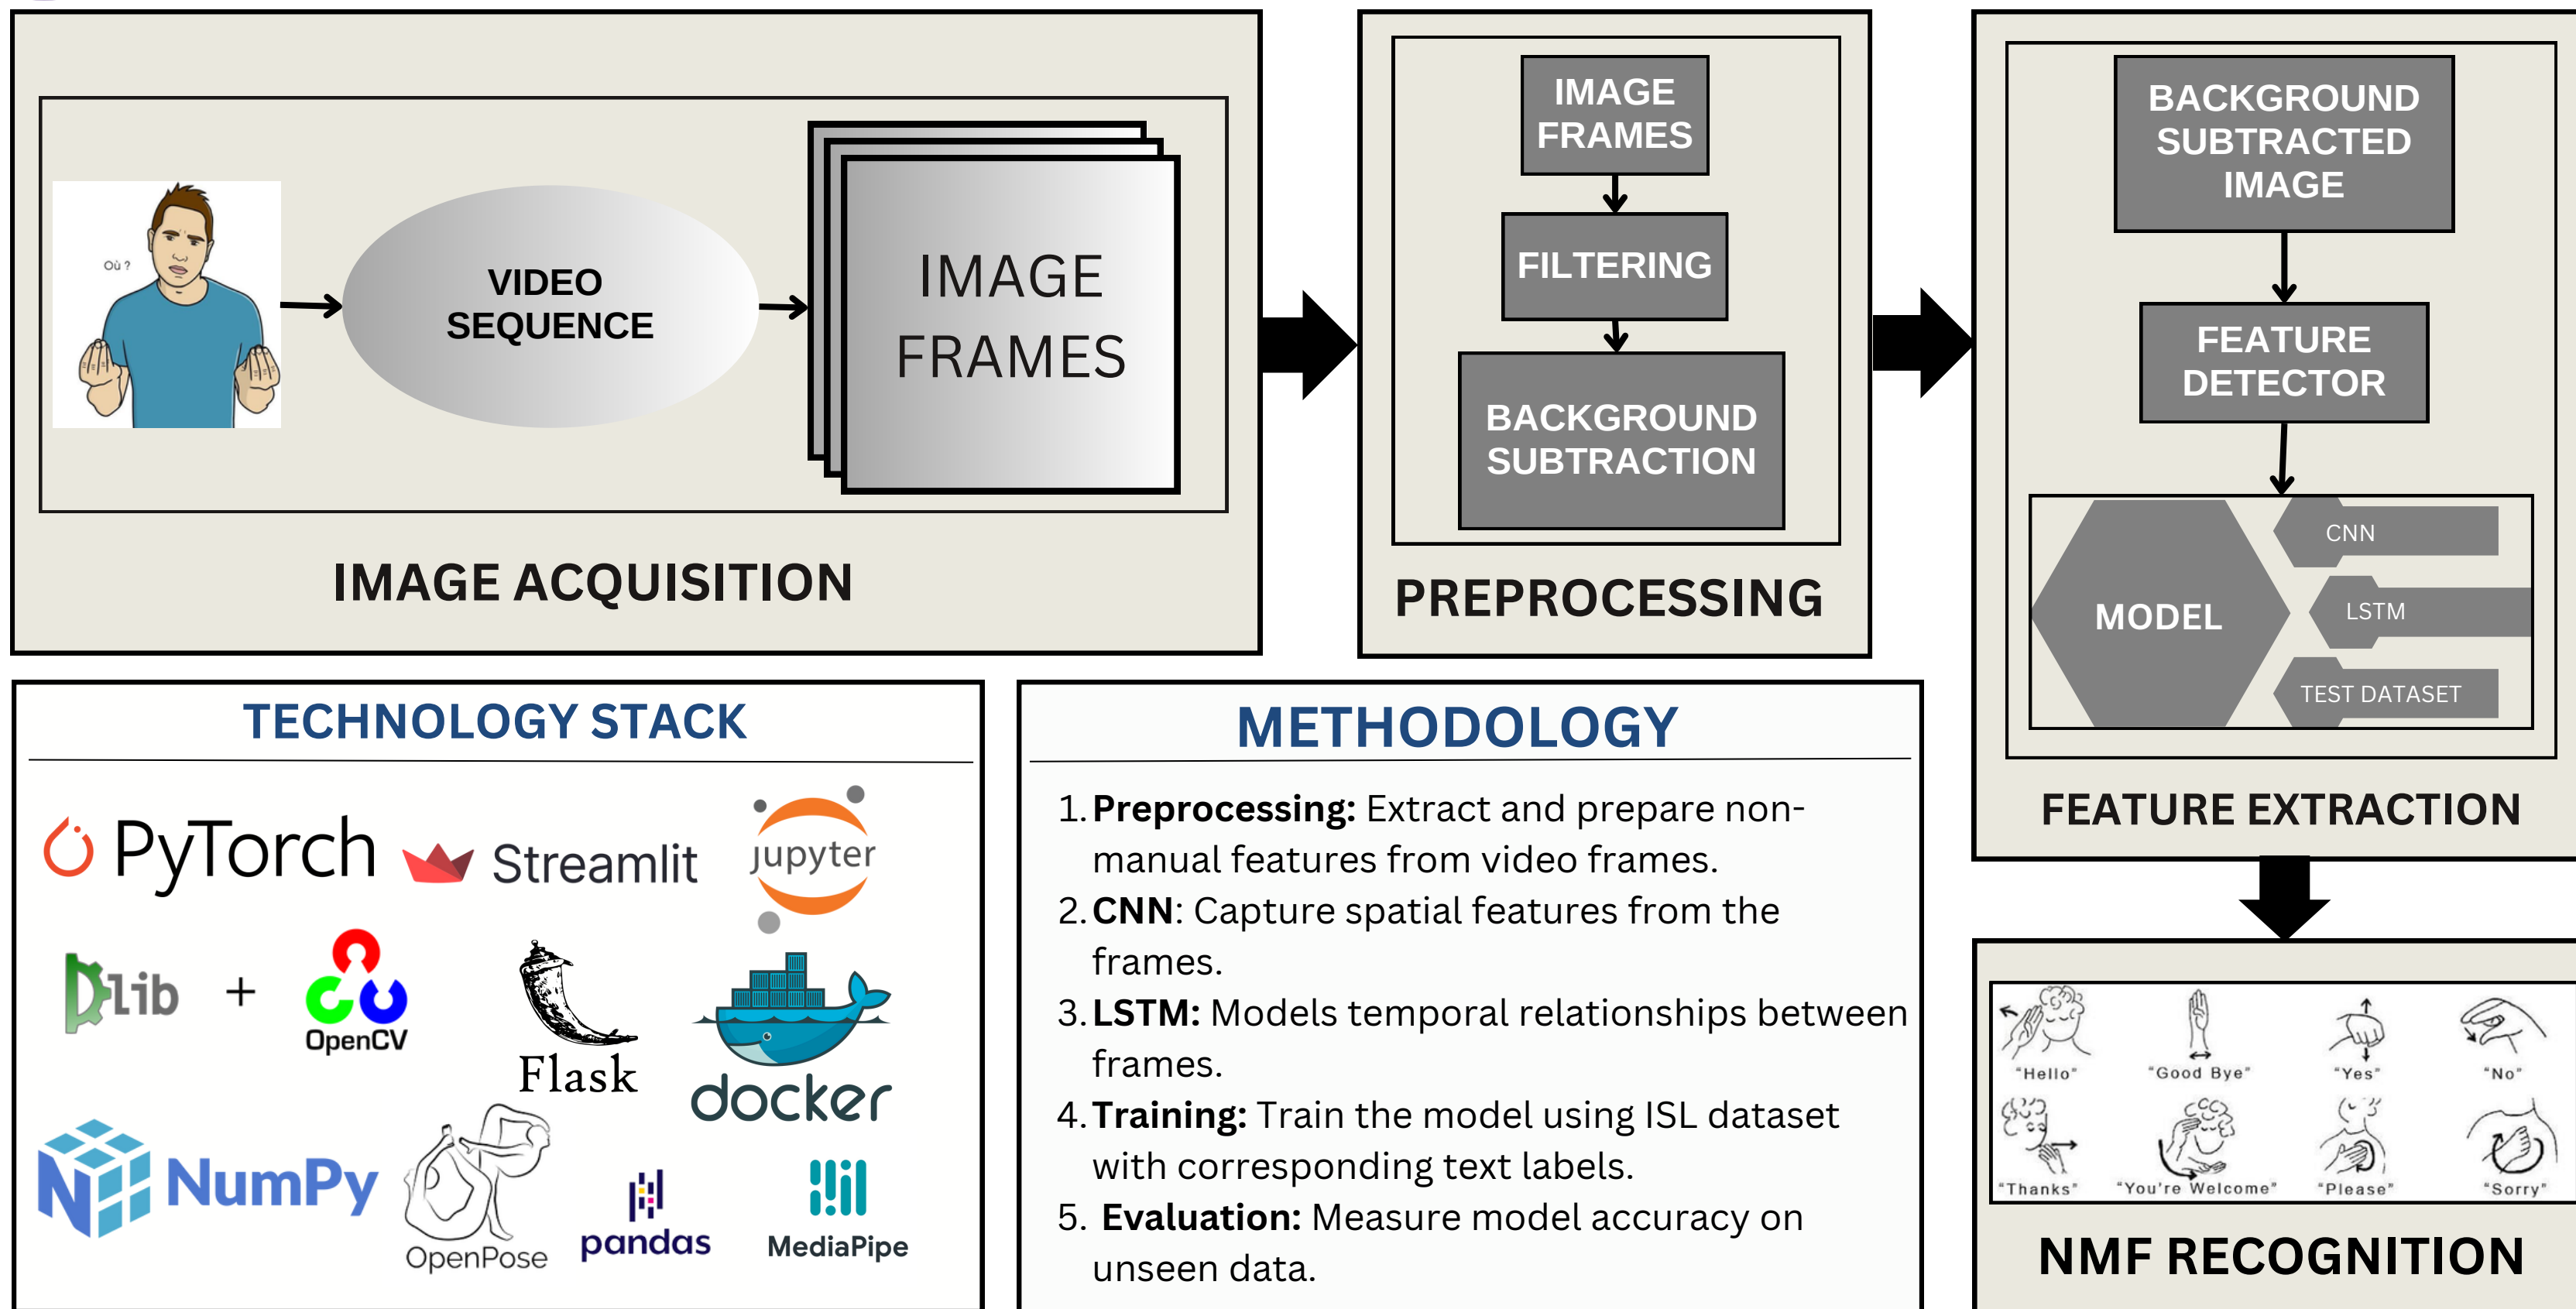 Où ?
VIDEO
SEQUENCE
IMAGE
FRAMES
IMAGE ACQUISITION
IMAGE
FRAMES
FILTERING
BACKGROUND
SUBTRACTION
PREPROCESSING
BACKGROUND
SUBTRACTED
IMAGE
FEATURE
DETECTOR
MODEL
CNN
LSTM
TEST DATASET
FEATURE EXTRACTION
TECHNOLOGY STACK
PyTorch
Streamlit
jupyter
Dlib
+
OpenCV
Flask
docker
NumPy
OpenPose
pandas
MediaPipe
METHODOLOGY
1. Preprocessing: Extract and prepare non-
manual features from video frames.
2. CNN: Capture spatial features from the
frames.
3. LSTM: Models temporal relationships between
frames.
4. Training: Train the model using ISL dataset
with corresponding text labels.
5. Evaluation: Measure model accuracy on
unseen data.
"Hello"
"Good Bye"
"Yes"
"No"
"Thanks"
"You're Welcome"
"Please"
"Sorry"
NMF RECOGNITION